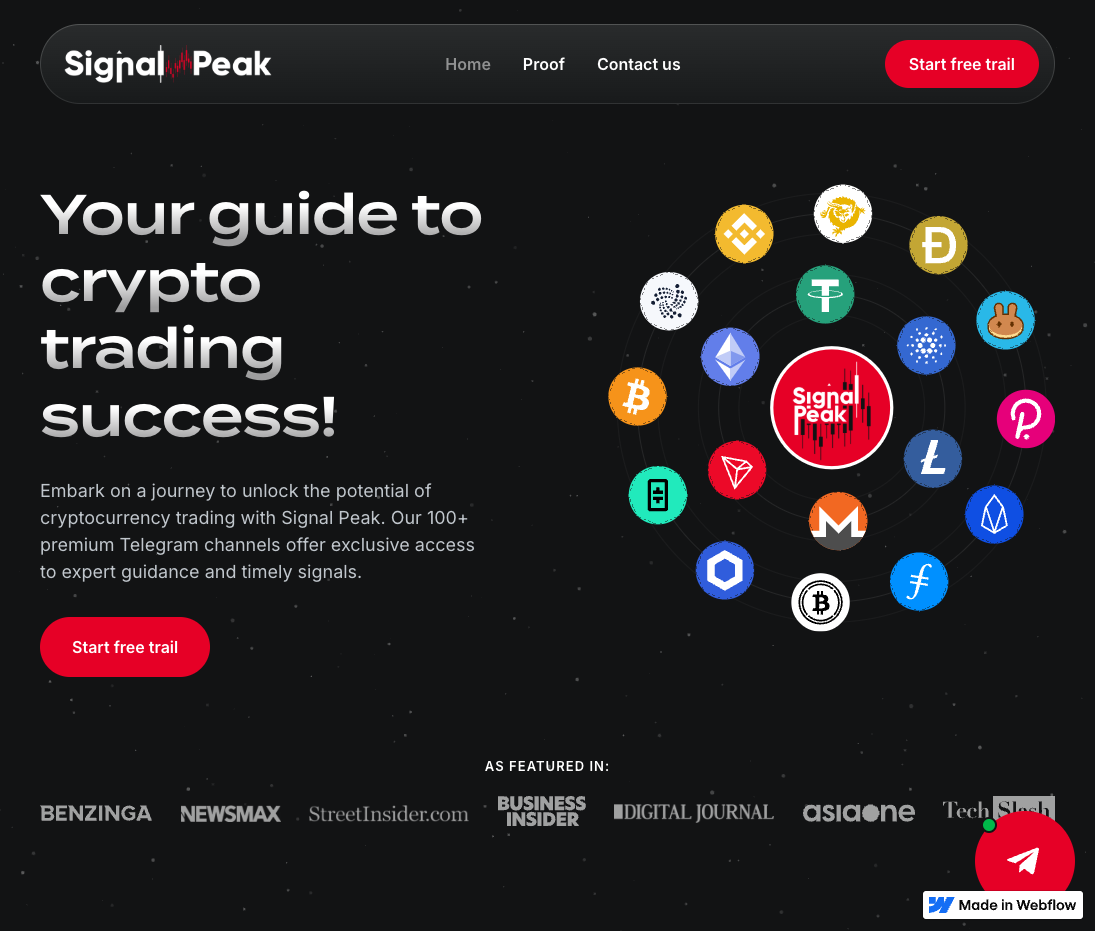 Signal Peak
Home
Proof
Contact us
Start free trail
Your guide to
crypto
trading
success!
Signal
Peak
Embark on a journey to unlock the potential of
cryptocurrency trading with Signal Peak. Our 100+
premium Telegram channels offer exclusive access
to expert guidance and timely signals.
Start free trail
AS FEATURED IN:
BENZINGA
NEWSMAX
StreetInsider.com
BUSINESS
INSIDER
DIGITAL JOURNAL
asiaone
Tech Slash
Made in Webflow